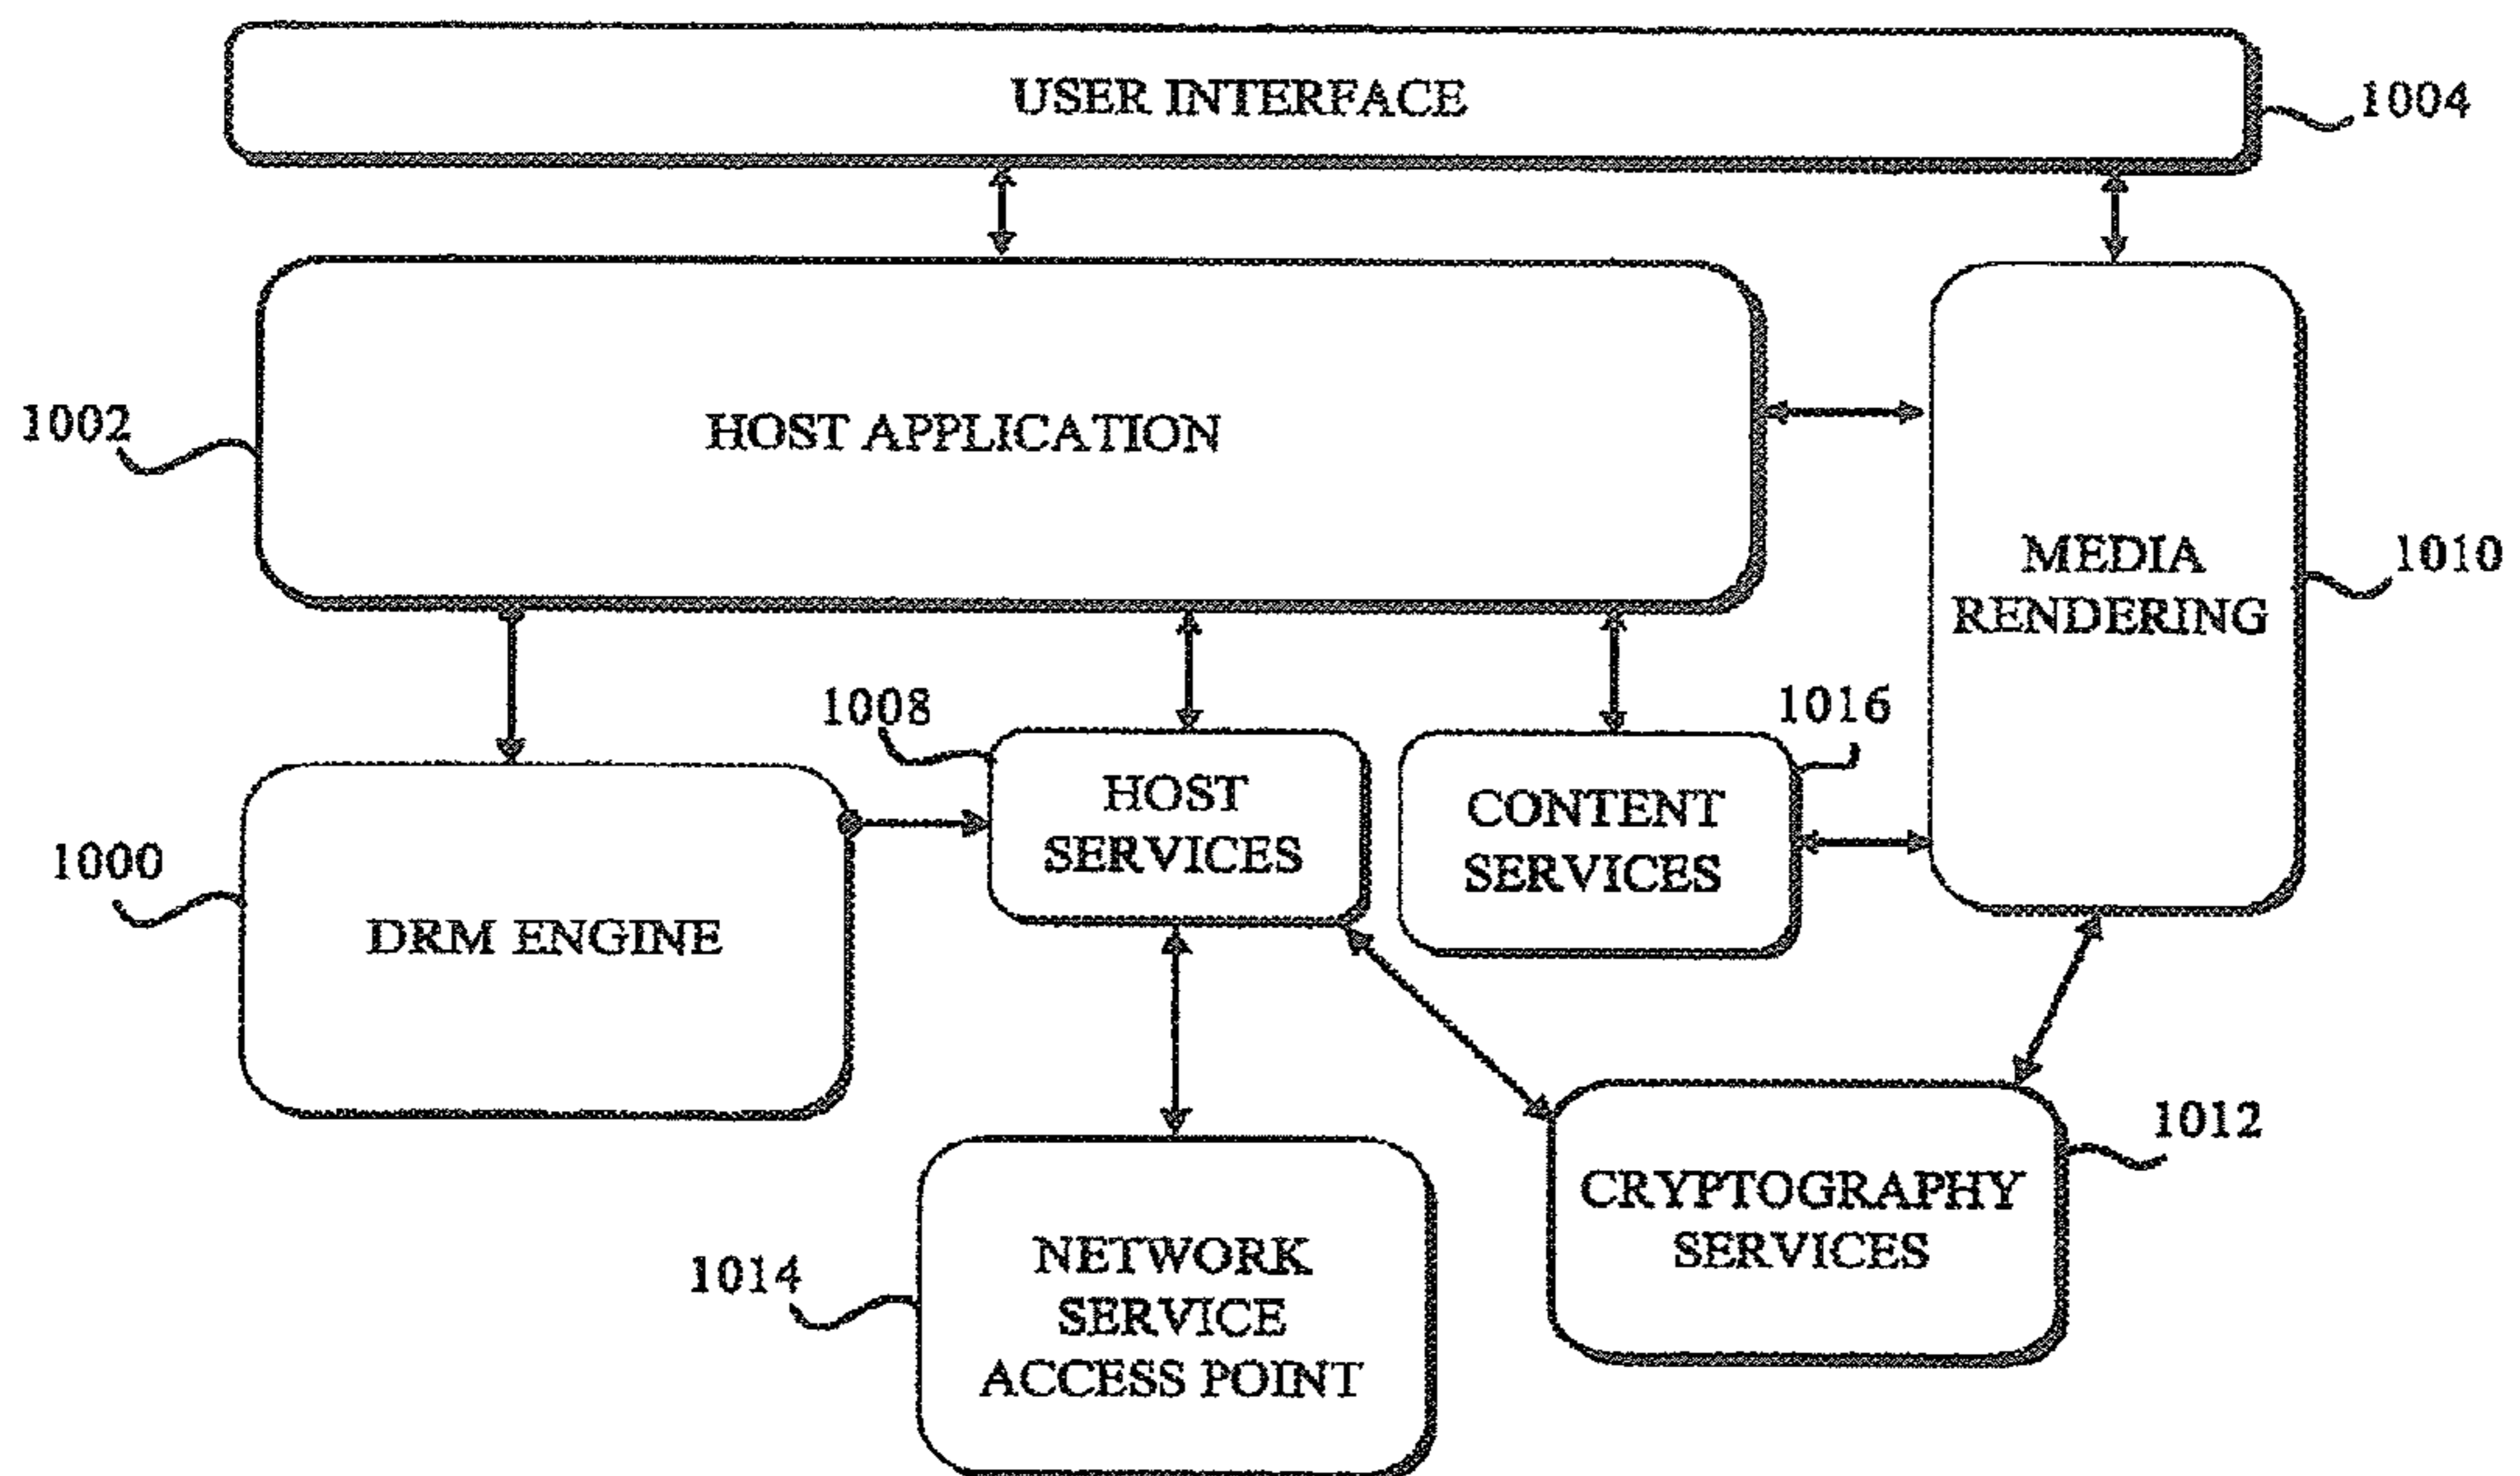 USER INTERFACE
1004
1002
HOST APPLICATION
MEDIA
RENDERING
1010
1008
1016
HOST
SERVICES
CONTENT
SERVICES
1000
DRM ENGINE
1012
CRYPTOGRAPHY
SERVICES
1014
NETWORK
SERVICE
ACCESS POINT